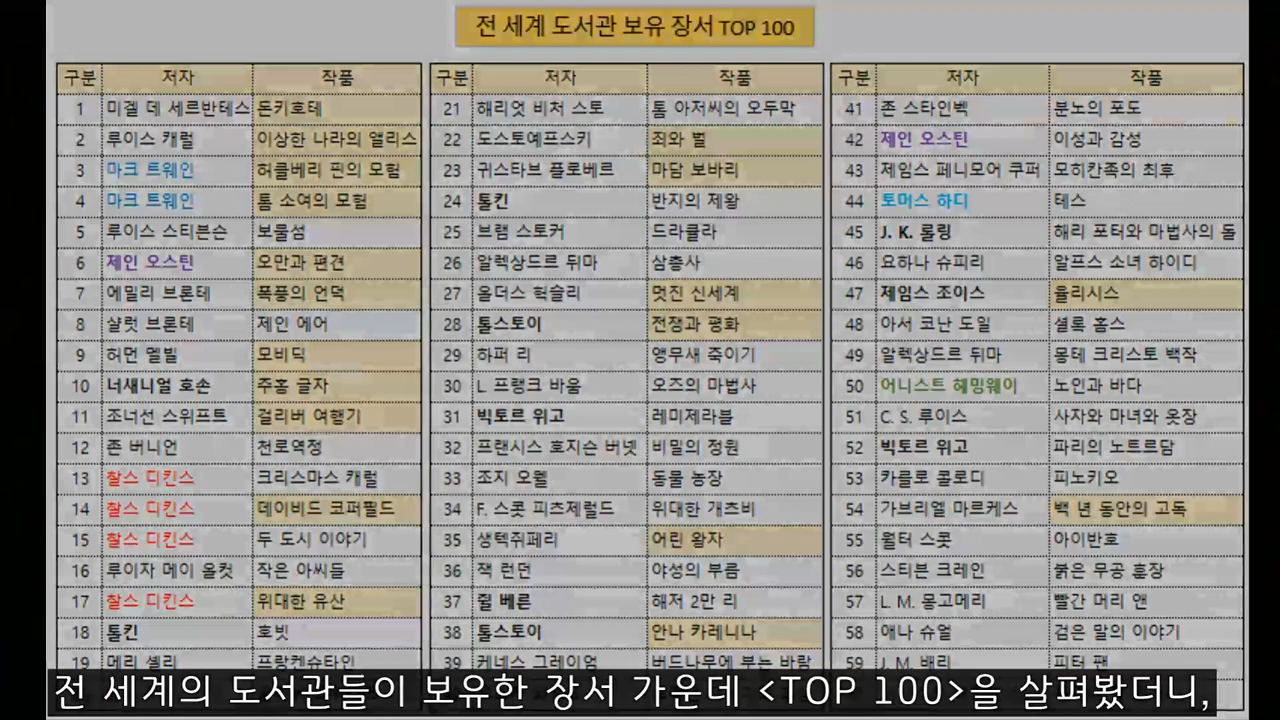 전 세계 도서관 보유 장서 TOP 100
구분 저자 작품
1 미겔 데 세르반테스 돈키호테
2 루이스 캐럴 이상한 나라의 앨리스
3 마크 트웨인 허클베리 핀의 모험
4 마크 트웨인 톰 소여의 모험
5 루이스 스티븐슨 보물섬
6 제인 오스틴 오만과 편견
7 에밀리 브론테 폭풍의 언덕
8 샬럿 브론테 제인 에어
9 허먼 멜빌 모비딕
10 너새니얼 호손 주홍 글자
11 조너선 스위프트 걸리버 여행기
12 존 버니언 천로역정
13 찰스 디킨스 크리스마스 캐럴
14 찰스 디킨스 데이비드 코퍼필드
15 찰스 디킨스 두 도시 이야기
16 루이자 메이 올컷 작은 아씨들
17 찰스 디킨스 위대한 유산
18 톨킨 호빗
19 메리 셸리 프랑켄슈타인
구분 저자 작품
21 해리엇 비처 스토 톰 아저씨의 오두막
22 도스토예프스키 죄와 벌
23 귀스타브 플로베르 마담 보바리
24 톨킨 반지의 제왕
25 브램 스토커 드라큘라
26 알렉상드르 뒤마 삼총사
27 올더스 헉슬리 멋진 신세계
28 톨스토이 전쟁과 평화
29 하퍼 리 앵무새 죽이기
30 L. 프랭크 바움 오즈의 마법사
31 빅토르 위고 레미제라블
32 프랜시스 호지슨 버넷 비밀의 정원
33 조지 오웰 동물 농장
34 F. 스콧 피츠제럴드 위대한 개츠비
35 생텍쥐페리 어린 왕자
36 잭 런던 야성의 부름
37 쥘 베른 해저 2만 리
38 톨스토이 안나 카레니나
39 케네스 그레이엄 버드나무에 부는 바람
구분 저자 작품
41 존 스타인벡 분노의 포도
42 제인 오스틴 이성과 감성
43 제임스 페니모어 쿠퍼 모히칸족의 최후
44 토머스 하디 테스
45 J. K. 롤링 해리 포터와 마법사의 돌
46 요하나 슈피리 알프스 소녀 하이디
47 제임스 조이스 율리시스
48 아서 코난 도일 셜록 홈스
49 알렉상드르 뒤마 몽테 크리스토 백작
50 어니스트 헤밍웨이 노인과 바다
51 C. S. 루이스 사자와 마녀와 옷장
52 빅토르 위고 파리의 노트르담
53 카를로 콜로디 피노키오
54 가브리엘 마르케스 백 년 동안의 고독
55 월터 스콧 아이반호
56 스티븐 크레인 붉은 무공 훈장
57 L. M. 몽고메리 빨간 머리 앤
58 애나 슈얼 검은 말의 이야기
59 J. M. 배리 피터 팬
전 세계의 도서관들이 보유한 장서 가운데 <TOP 100>을 살펴봤더니,